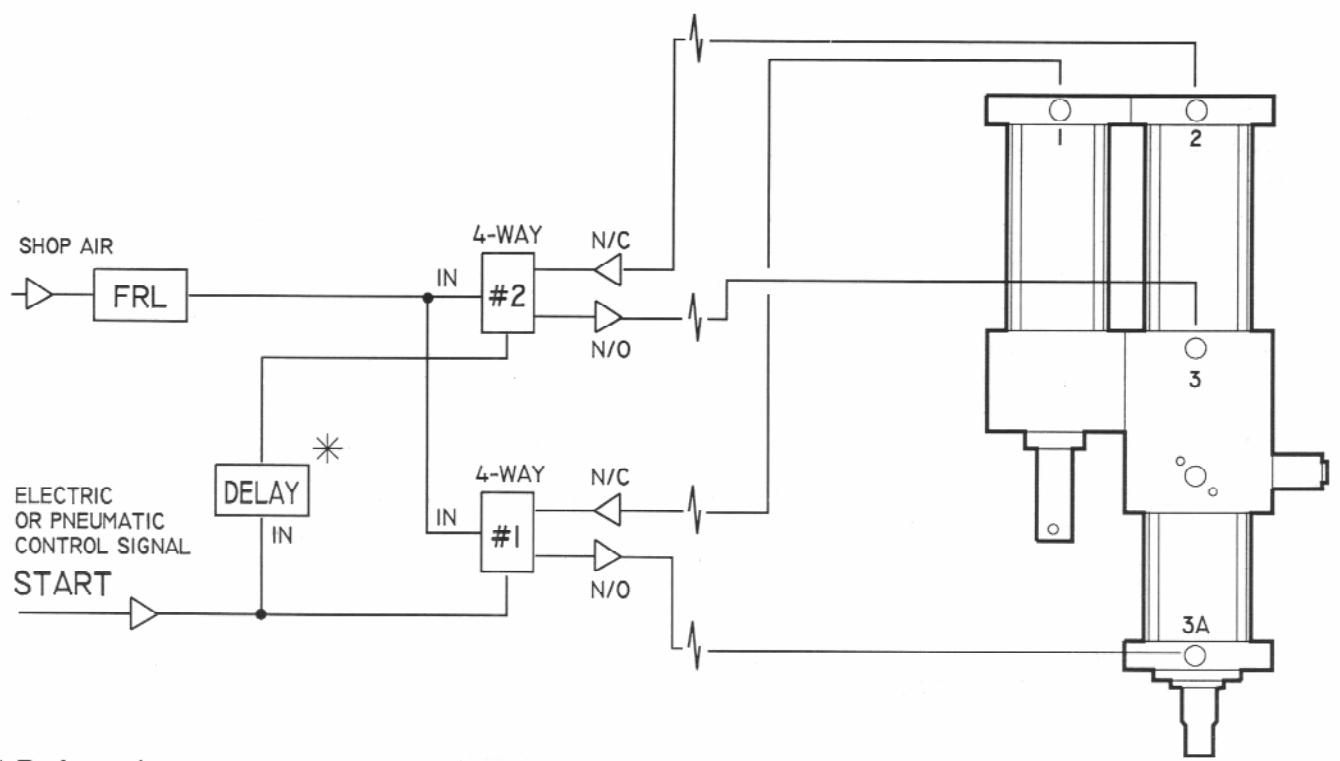 1
2
4-WAY
N/C
SHOP AIR
IN
FRL
#2
N/O
3
4-WAY
N/C
DELAY
ELECTRIC
OR PNEUMATIC
CONTROL SIGNAL
IN
IN
#1
START
N/O
3A